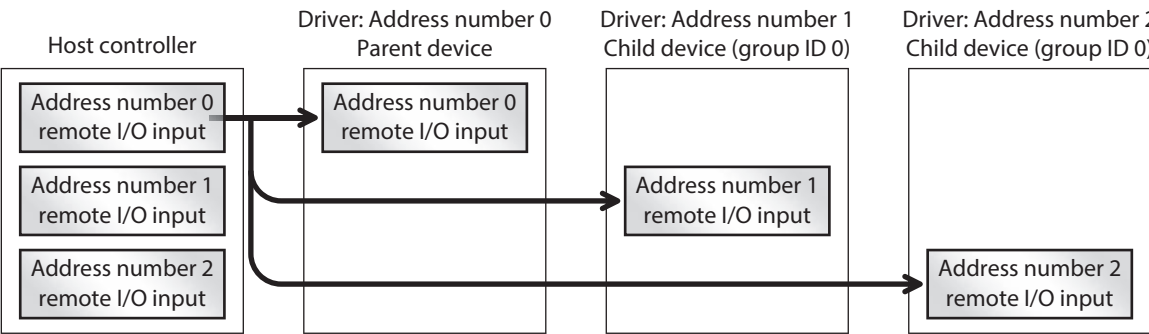 Host controller
Address number 0
remote I/O input
Address number 1
remote I/O input
Address number 2
remote I/O input
Driver: Address number 0
Parent device
Address number 0
remote I/O input
Driver: Address number 1
Child device (group ID 0)
Address number 1
remote I/O input
Driver: Address number 2
Child device (group ID 0)
Address number 2
remote I/O input